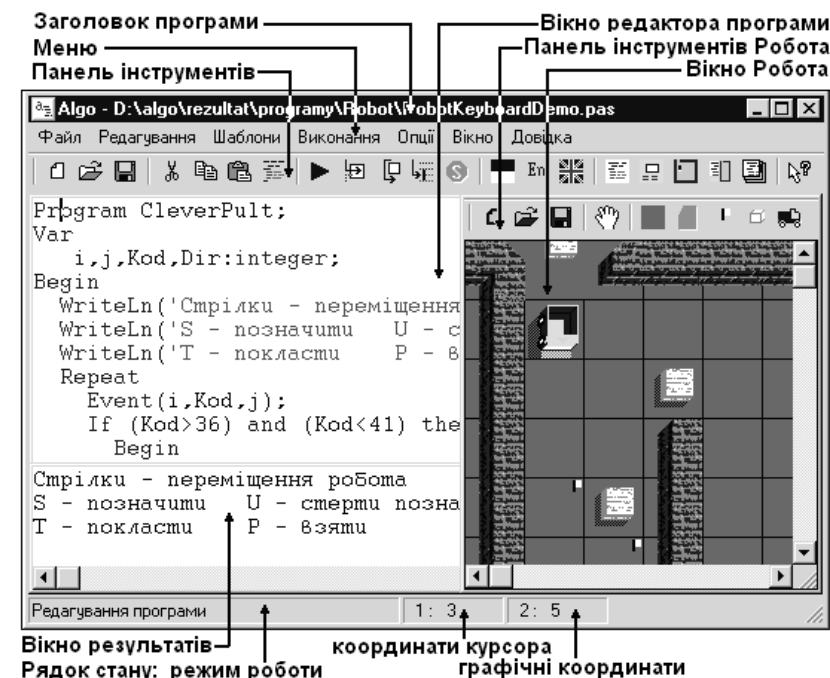 Заголовок програми
Вікно редактора програми
Меню
Панель інструментів Робота
Панель інструментів
Вікно Робота
Algo - D:\algo\rezultat\programy\Robot\RobotKeyboardDemo.pas
Файл Редагування Шаблони Виконання Опції Вікно Довідка
En
Program CleverPult;
Var
i,j,Kod,Dir:integer;
Begin
WriteLn('Стрілки - переміщення
WriteLn('S - позначити U - с
WriteLn('T - покласти P - в
Repeat
Event(i,Kod,j);
If (Kod>36) and (Kod<41) the
Begin
Стрілки - переміщення робота
S - позначити U - стерти позна
T - покласти P - взяти
Редагування програми 1: 3 2: 5
Вікно результатів
координати курсора
Рядок стану: режим роботи
графічні координати